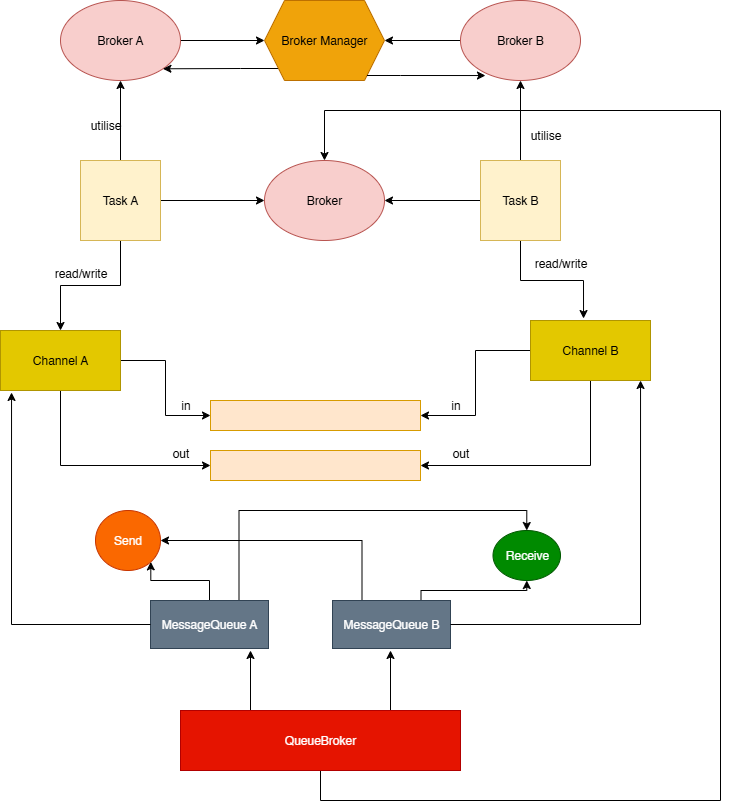 Broker A
Broker Manager
Broker B
utilise
utilise
Task A
Broker
Task B
read/write
read/write
Channel A
Channel B
in
in
out
out
Send
Receive
MessageQueue A
MessageQueue B
QueueBroker